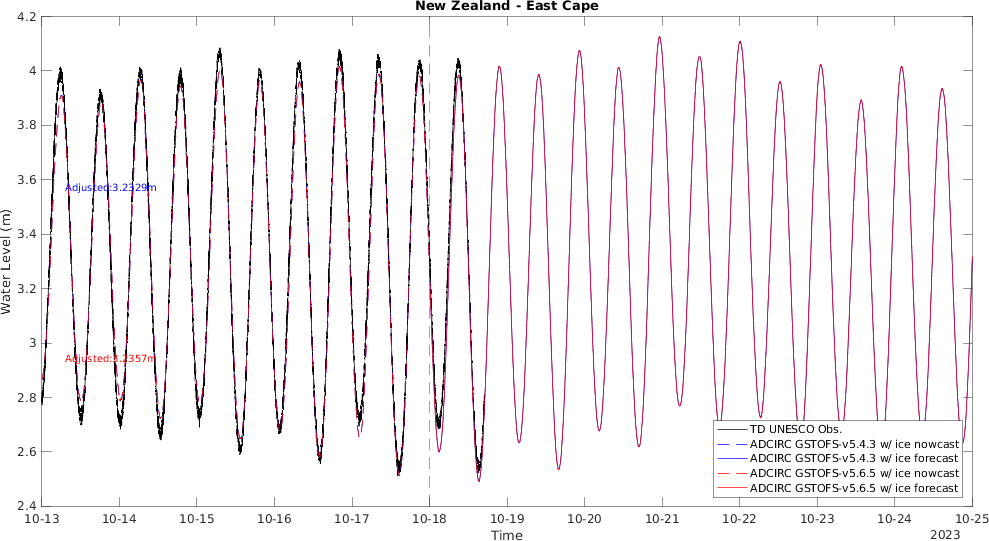 New Zealand - East Cape
4.2
4
3.8
3.6
3.4
3.2
3
2.8
2.6
2.4
Water Level (m)
Adjusted:3.2329m
Adjusted:3.2357m
TD UNESCO Obs.
ADCIRC GSTOFS-v5.4.3 w/ ice nowcast
ADCIRC GSTOFS-v5.4.3 w/ ice forecast
ADCIRC GSTOFS-v5.6.5 w/ ice nowcast
ADCIRC GSTOFS-v5.6.5 w/ ice forecast
10-13 10-14 10-15 10-16 10-17 10-18 10-19 10-20 10-21 10-22 10-23 10-24 10-25
Time
2023